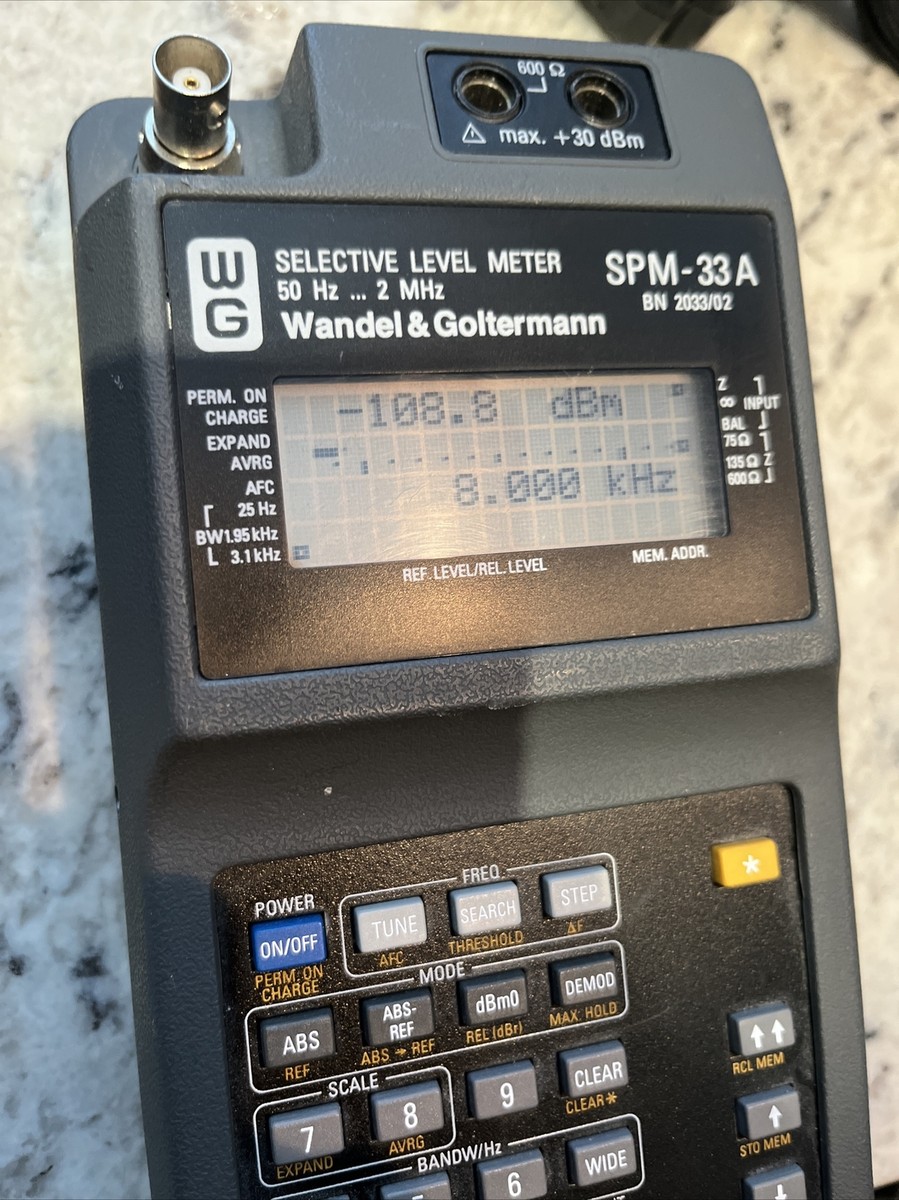 600 Ω
⚠ max. +30 dBm
WG
SELECTIVE LEVEL METER
SPM-33A
50 Hz ... 2 MHz
BN 2033/02
Wandel & Goltermann
PERM. ON
CHARGE
EXPAND
AVRG
AFC
25 Hz
BW 1.95 kHz
3.1 kHz
-108.8 dBm
8.000 kHz
Z
∞ INPUT
BAL
75Ω
135Ω Z
600Ω
REF. LEVEL/REL. LEVEL
MEM. ADDR.
*
POWER
FREQ
ON/OFF
TUNE
SEARCH
STEP
PERM. ON
CHARGE
AFC
THRESHOLD
ΔF
MODE
ABS
ABS-
REF
dBm0
DEMOD
REF
ABS → REF
REL (dBr)
MAX. HOLD
↑↑
RCL MEM
SCALE
7
8
9
CLEAR
EXPAND
AVRG
CLEAR*
↑
STO MEM
BANDW/Hz
6
WIDE